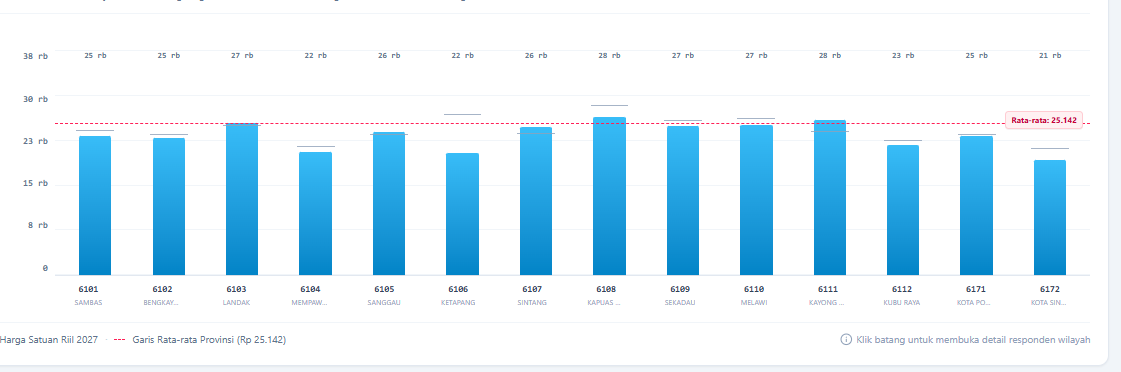 38 rb
25 rb 25 rb 27 rb 22 rb 26 rb 22 rb 26 rb 28 rb 27 rb 27 rb 28 rb 23 rb 25 rb 21 rb
30 rb
Rata-rata: 25.142
23 rb
15 rb
8 rb
0
6101 6102 6103 6104 6105 6106 6107 6108 6109 6110 6111 6112 6171 6172
SAMBAS BENGKAY... LANDAK MEMPAW... SANGGAU KETAPANG SINTANG KAPUAS ... SEKADAU MELAWI KAYONG ... KUBU RAYA KOTA PO... KOTA SIN...
Harga Satuan Riil 2027 · --- Garis Rata-rata Provinsi (Rp 25.142)
Klik batang untuk membuka detail responden wilayah